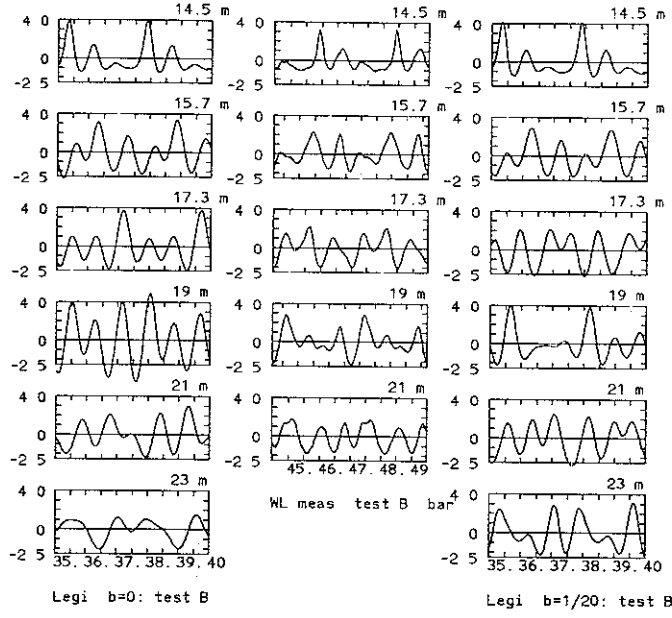 14.5 m 14.5 m 14.5 m
4 0 4 0 4 0
0 0 0
-2 5 -2 5 -2 5
15.7 m 15.7 m 15.7 m
4 0 4 0 4 0
0 0 0
-2 5 -2 5 -2 5
17.3 m 17.3 m 17.3 m
4 0 4 0 4 0
0 0 0
-2 5 -2 5 -2 5
19 m 19 m 19 m
4 0 4 0 4 0
0 0 0
-2 5 -2 5 -2 5
21 m 21 m 21 m
4 0 4 0 4 0
0 0 0
-2 5 -2 5 -2 5
45. 46. 47. 48. 49
23 m WL meas test B bar 23 m
4 0 4 0
0 0
-2 5 -2 5
35. 36. 37. 38. 39. 40 35. 36. 37. 38. 39. 40
Legi b=0: test B Legi b=1/20: test B